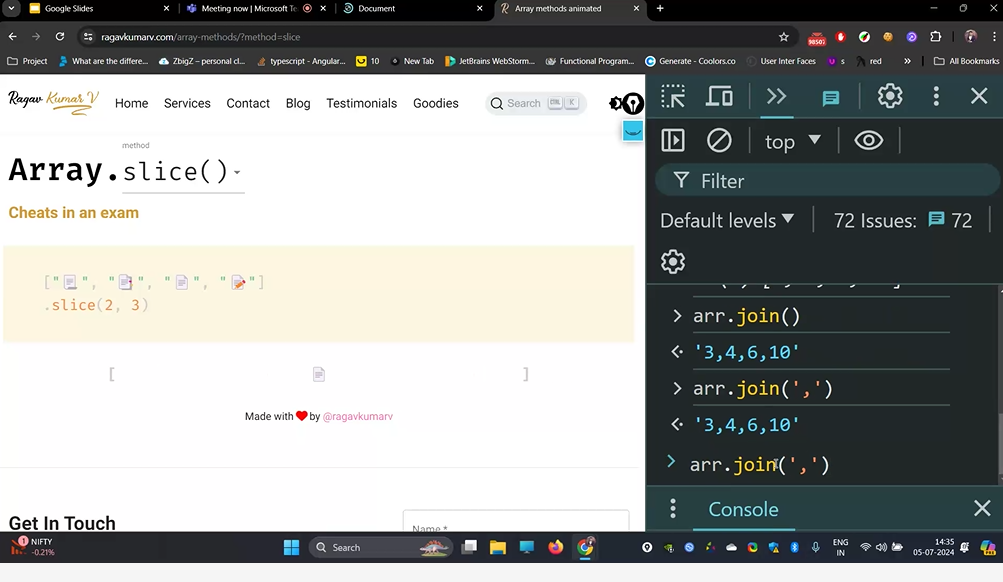 Google Slides
Meeting now | Microsoft Te
Document
Array methods animated
ragavkumarv.com/array-methods/?method=slice
98507
Project
What are the differe...
ZbigZ – personal cl...
typescript - Angular...
10
New Tab
JetBrains WebStorm...
Functional Program...
Generate - Coolors.co
User Inter Faces
s
red
»
All Bookmarks
Ragav Kumar V
Home
Services
Contact
Blog
Testimonials
Goodies
Search
CTRL
K
method
Array.slice()
Cheats in an exam
["📃", "📑", "📄", "📝"]
.slice(2, 3)
[ 📄 ]
Made with ❤ by @ragavkumarv
Get In Touch
Name *
top
Filter
Default levels
72 Issues: 72
> arr.join()
'3,4,6,10'
> arr.join(',')
'3,4,6,10'
> arr.join(',')
Console
1
NIFTY
-0.21%
Search
ENG
IN
14:35
05-07-2024